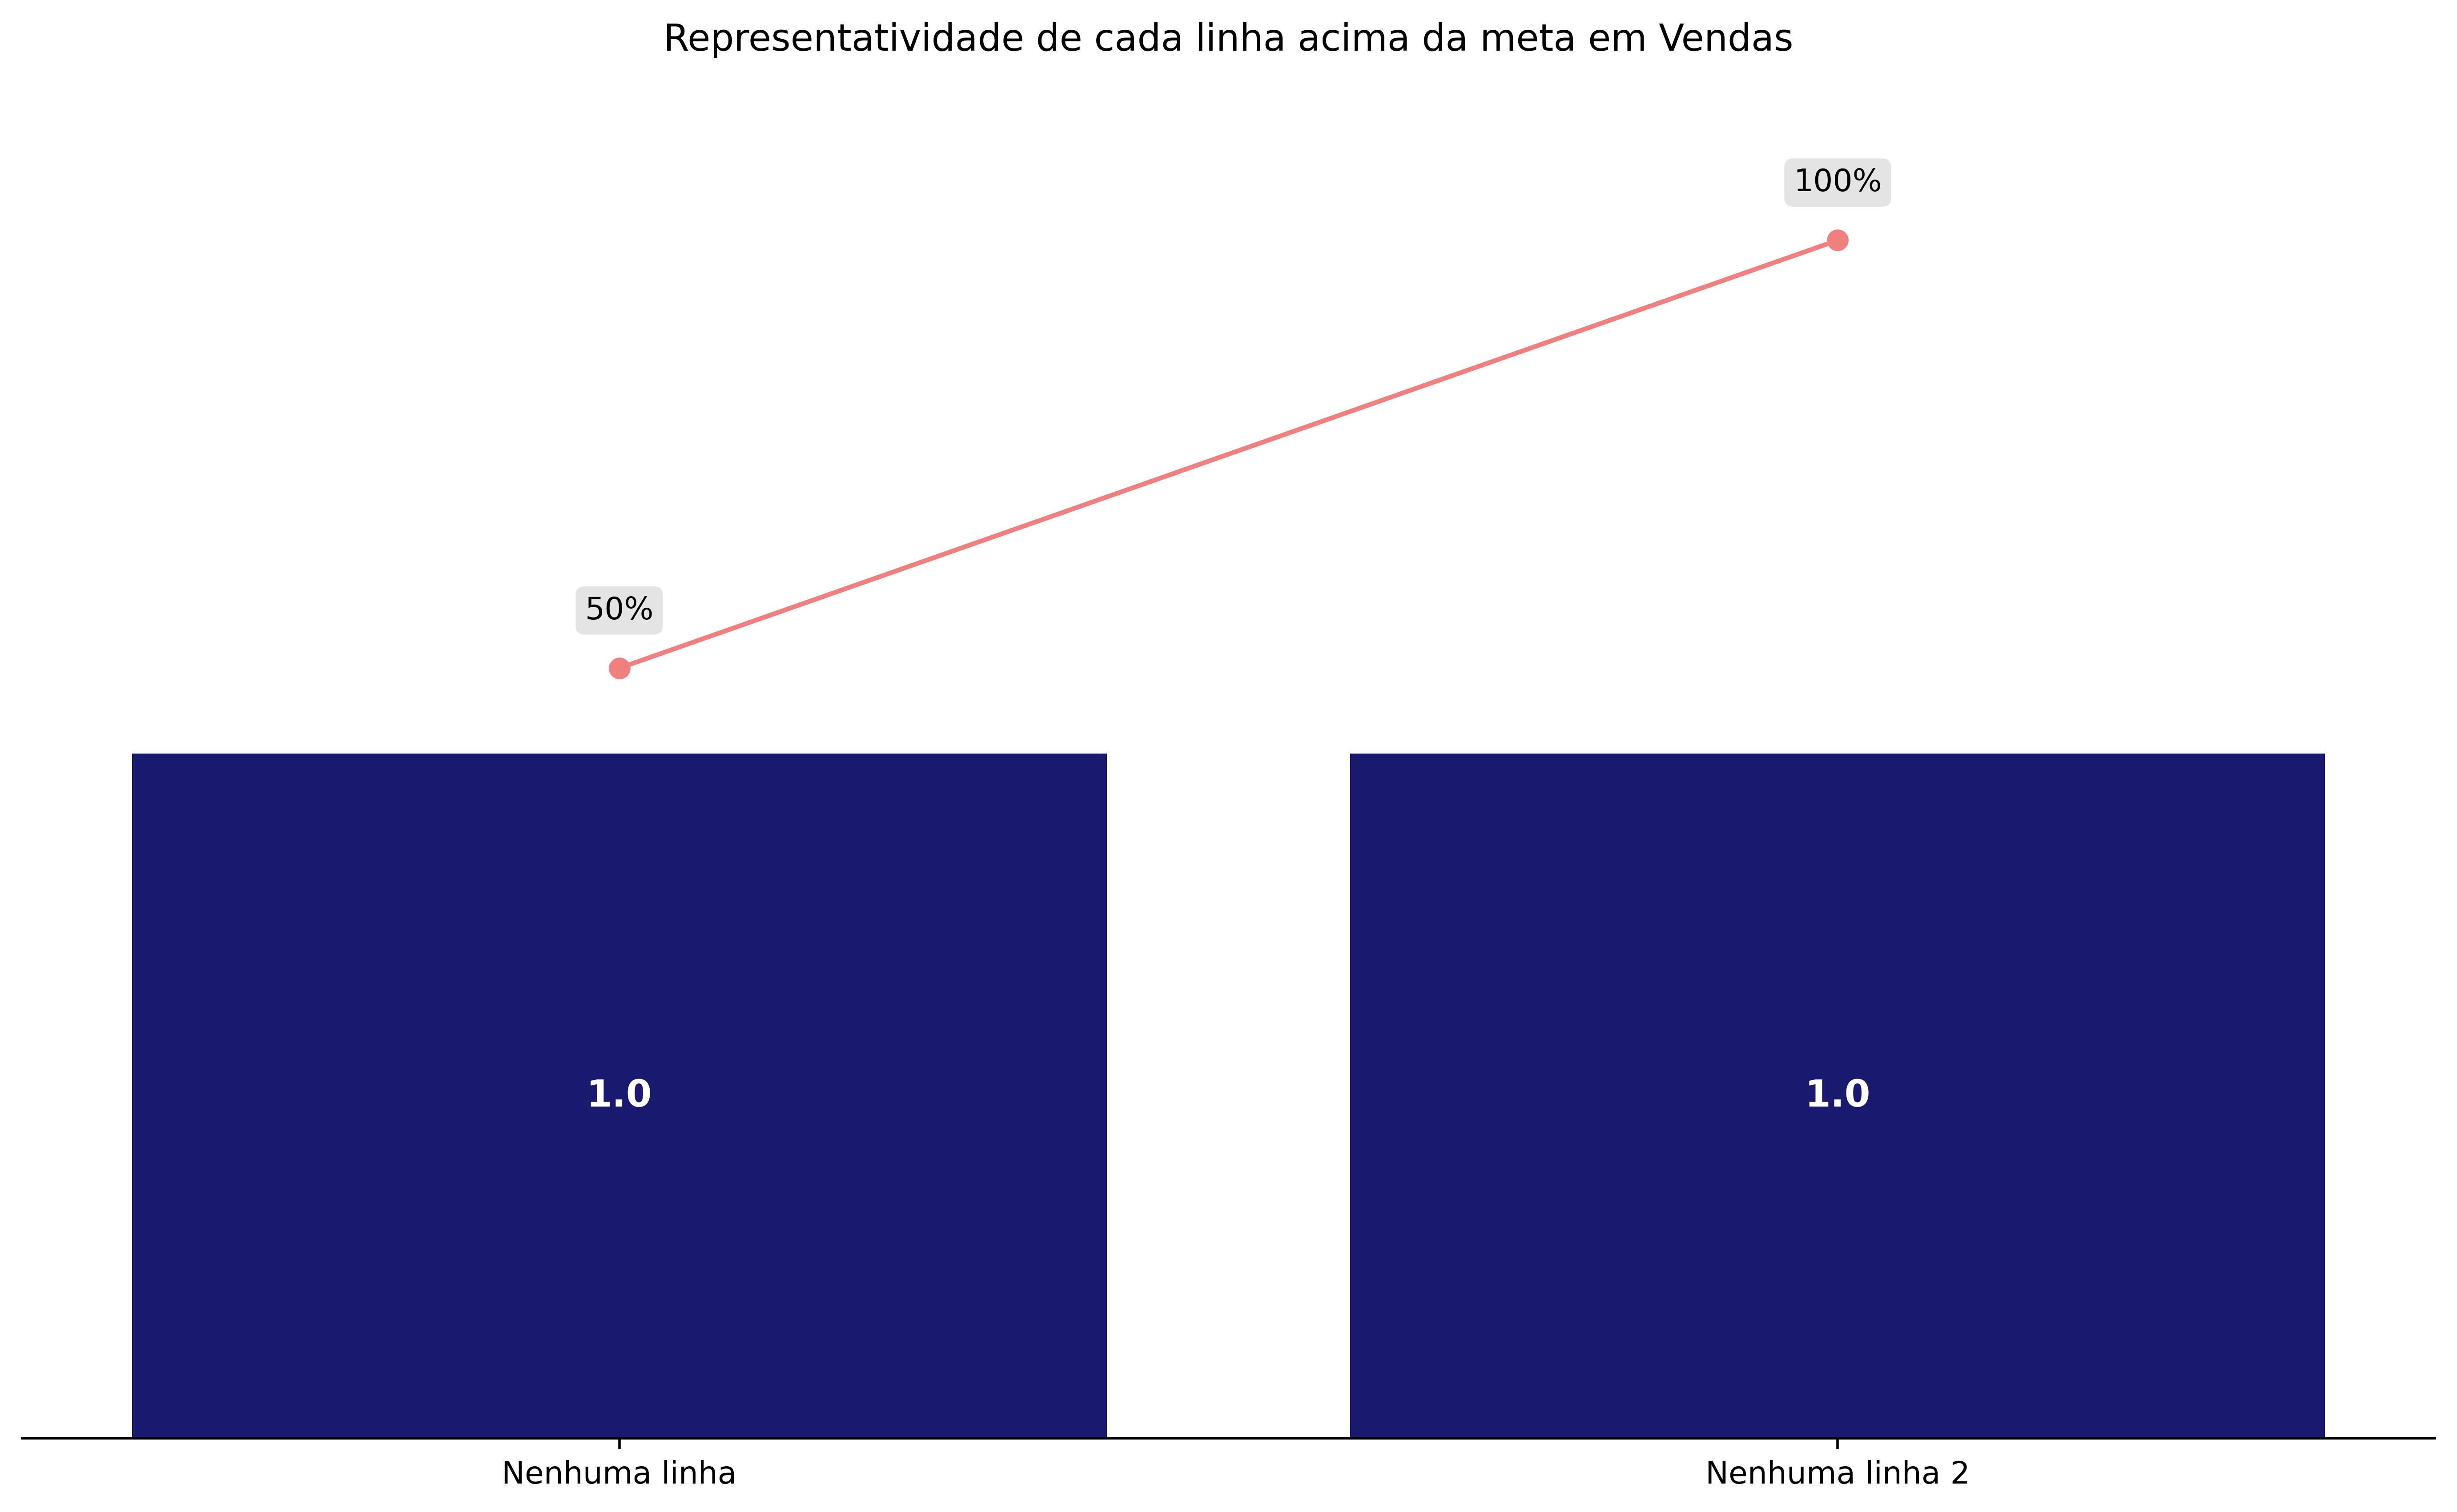 Representatividade de cada linha acima da meta em Vendas
100%
50%
1.0
1.0
Nenhuma linha
Nenhuma linha 2